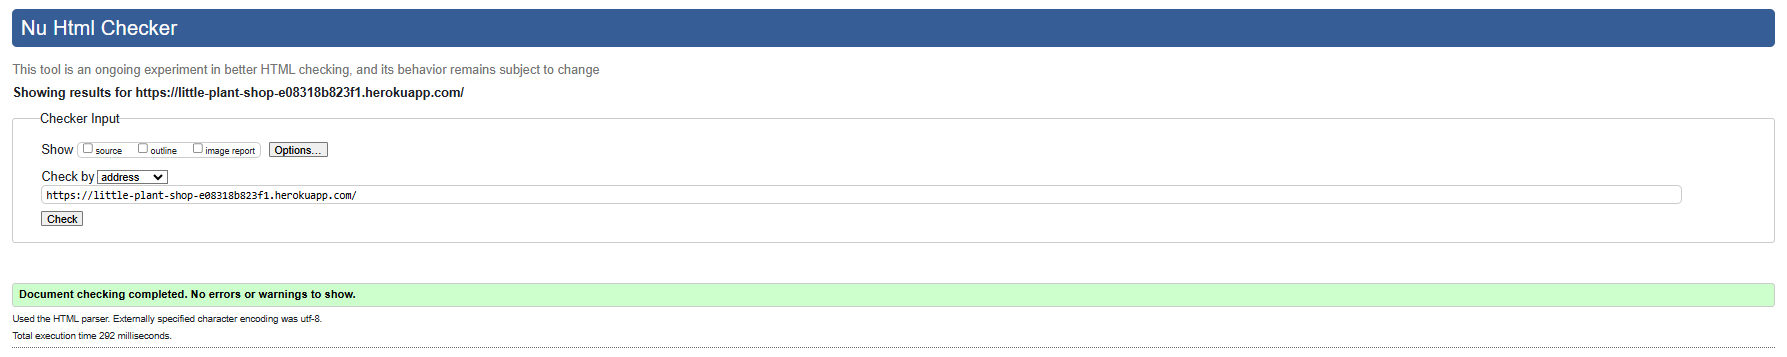 Nu Html Checker
This tool is an ongoing experiment in better HTML checking, and its behavior remains subject to change
Showing results for https://little-plant-shop-e08318b823f1.herokuapp.com/
Checker Input
Show source outline image report Options...
Check by address
https://little-plant-shop-e08318b823f1.herokuapp.com/
Check
Document checking completed. No errors or warnings to show.
Used the HTML parser. Externally specified character encoding was utf-8.
Total execution time 292 milliseconds.